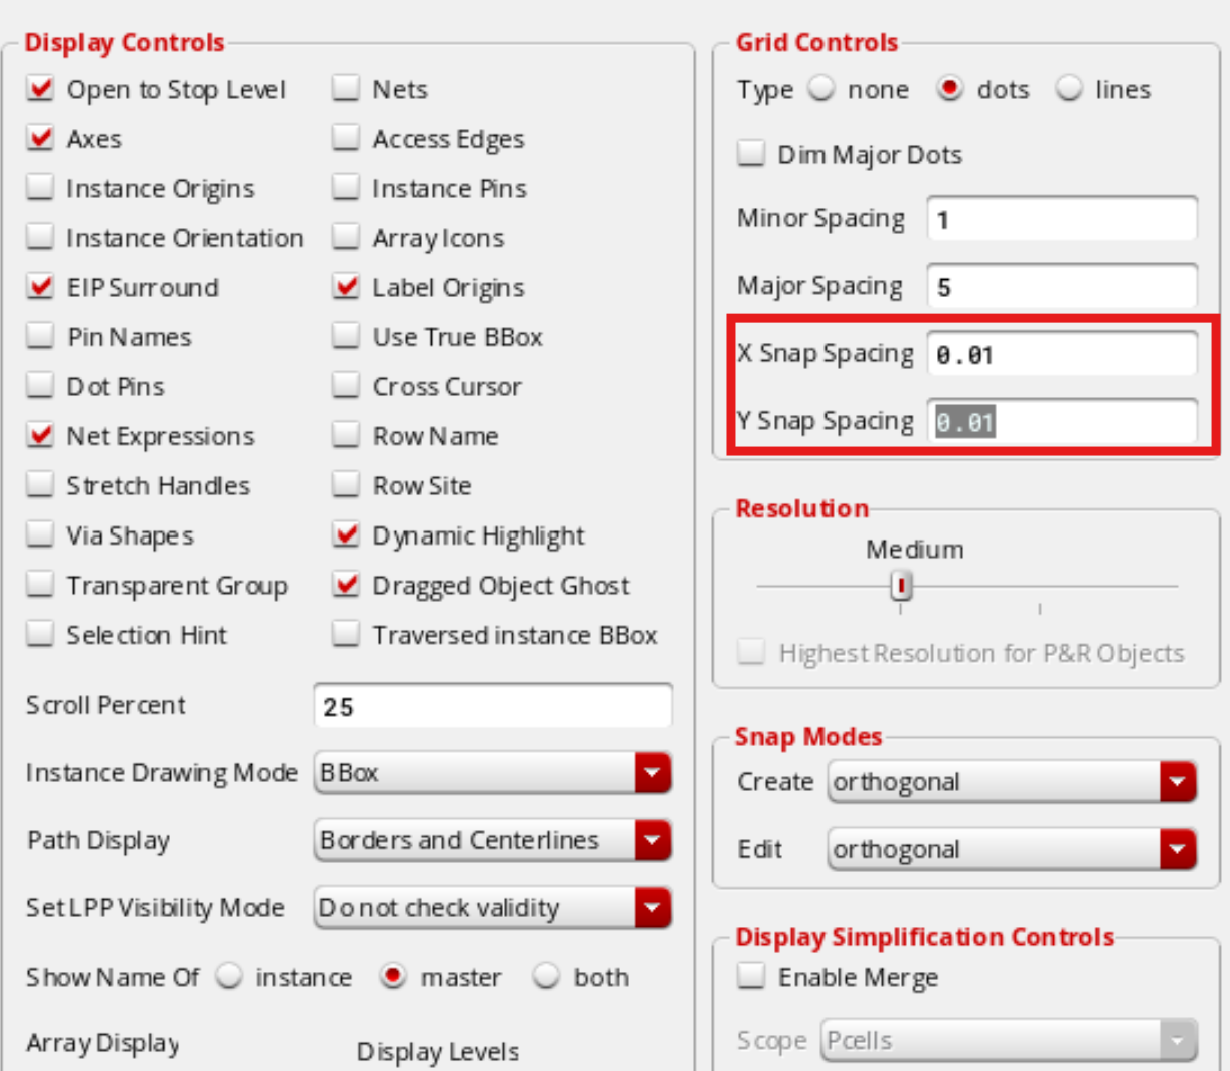 Display Controls
Open to Stop Level
Nets
Axes
Access Edges
Instance Origins
Instance Pins
Instance Orientation
Array Icons
EIP Surround
Label Origins
Pin Names
Use True BBox
Dot Pins
Cross Cursor
Net Expressions
Row Name
Stretch Handles
Row Site
Via Shapes
Dynamic Highlight
Transparent Group
Dragged Object Ghost
Selection Hint
Traversed instance BBox
Scroll Percent 25
Instance Drawing Mode BBox
Path Display Borders and Centerlines
Set LPP Visibility Mode Do not check validity
Show Name Of instance master both
Array Display
Display Levels
Grid Controls
Type none dots lines
Dim Major Dots
Minor Spacing 1
Major Spacing 5
X Snap Spacing 0.01
Y Snap Spacing 0.01
Resolution
Medium
Highest Resolution for P&R Objects
Snap Modes
Create orthogonal
Edit orthogonal
Display Simplification Controls
Enable Merge
Scope Pcells